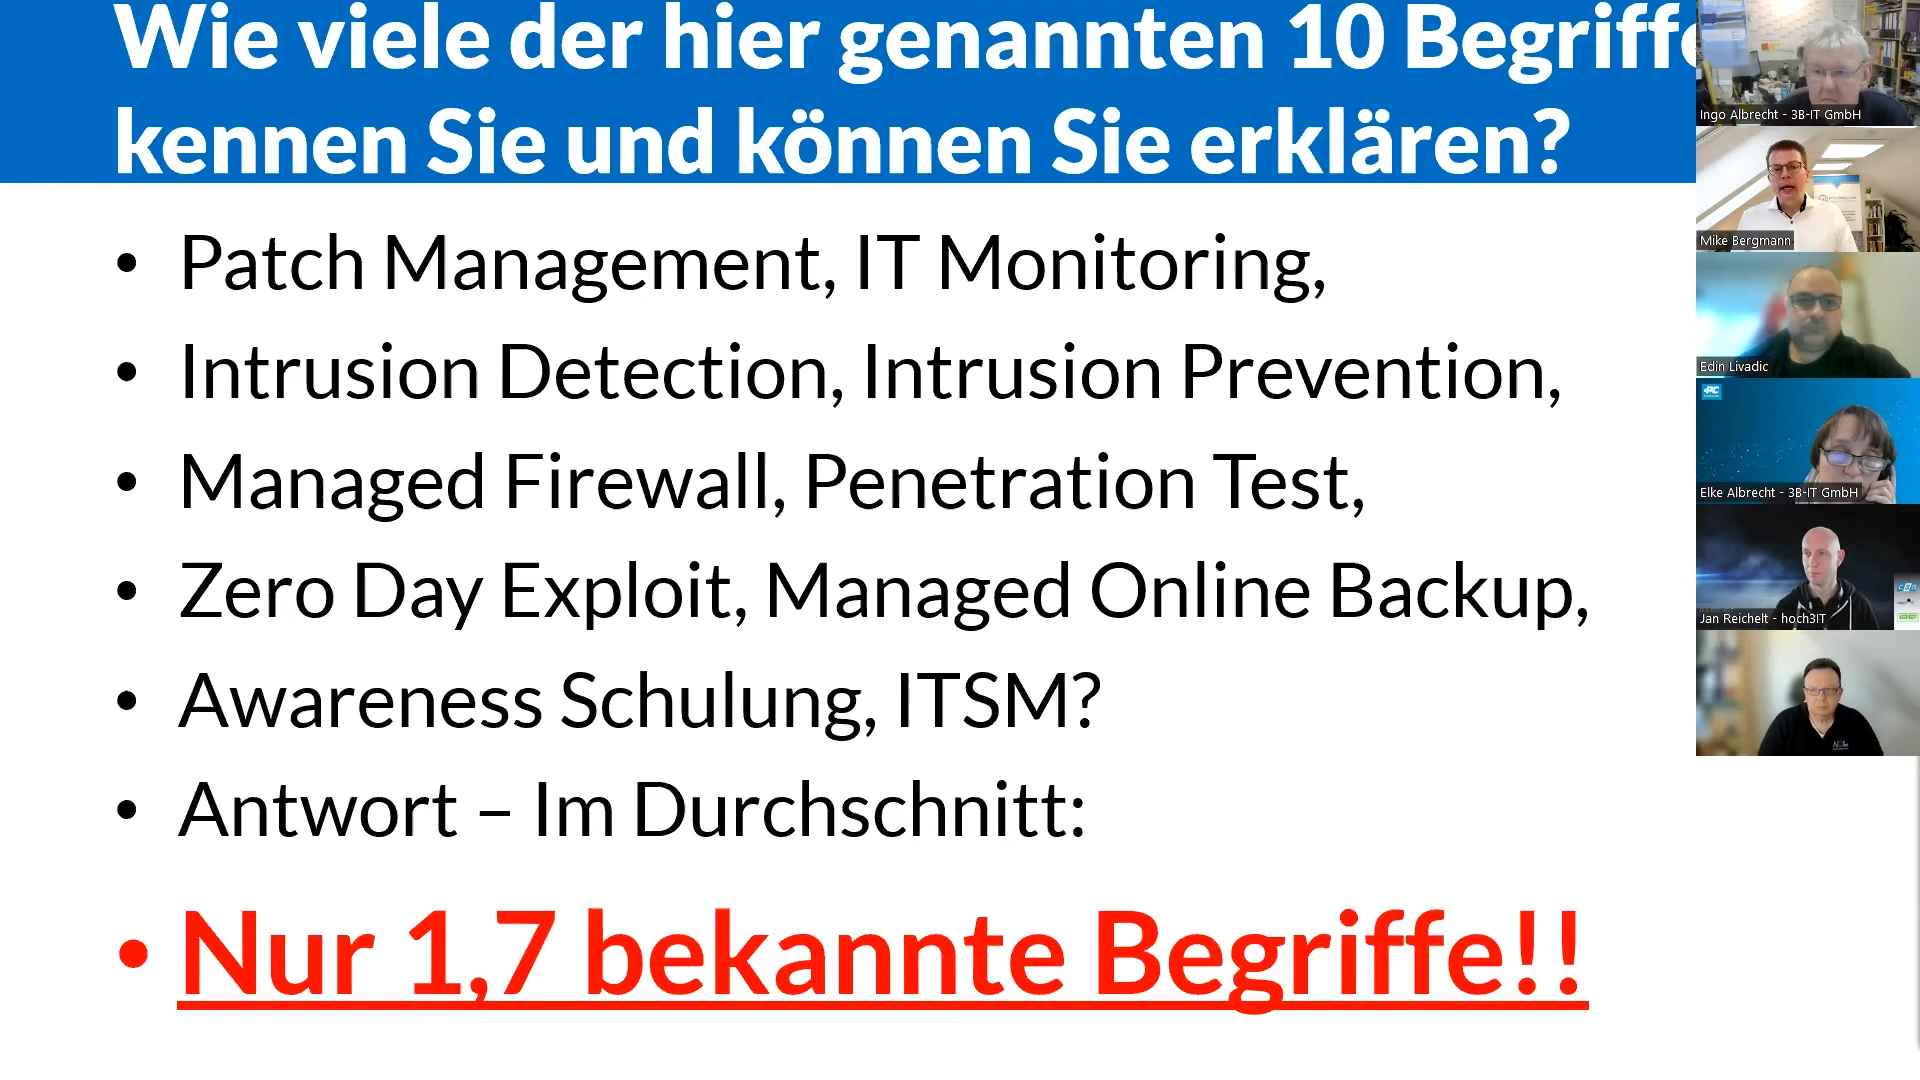 Wie viele der hier genannten 10 Begriffe
kennen Sie und können Sie erklären?
• Patch Management, IT Monitoring,
• Intrusion Detection, Intrusion Prevention,
• Managed Firewall, Penetration Test,
• Zero Day Exploit, Managed Online Backup,
• Awareness Schulung, ITSM?
• Antwort – Im Durchschnitt:
• Nur 1,7 bekannte Begriffe!!
Ingo Albrecht - 3B-IT GmbH
Mike Bergmann
Edin Livadic
PC
Elke Albrecht - 3B-IT GmbH
Jan Reichelt - hoch3IT